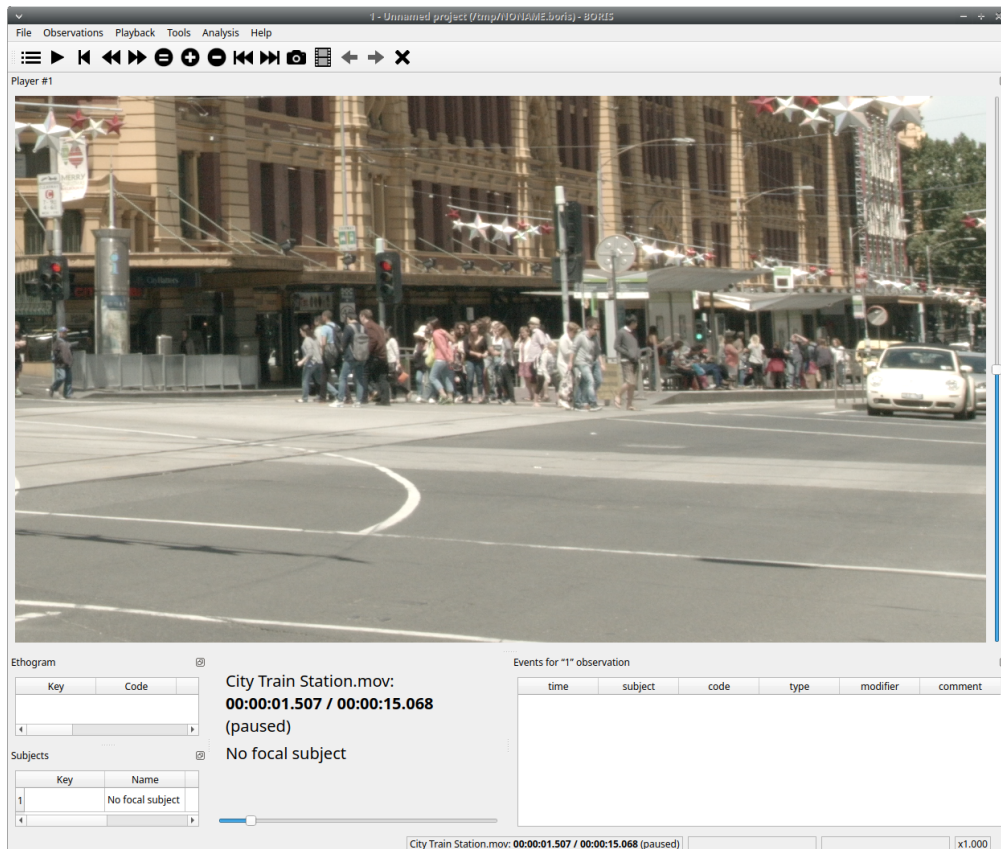 1 - Unnamed project (/tmp/NONAME.boris) - BORIS
File Observations Playback Tools Analysis Help
Player #1
MERRY
Ethogram
Key Code
Subjects
Key Name
1 No focal subject
City Train Station.mov:
00:00:01.507 / 00:00:15.068
(paused)
No focal subject
Events for “1” observation
time subject code type modifier comment
City Train Station.mov: 00:00:01.507 / 00:00:15.068 (paused)
x1.000